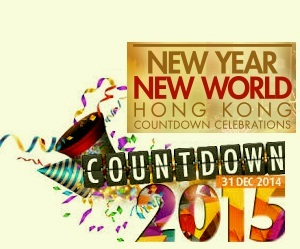 NEW YEAR
NEW WORLD
HONG KONG
COUNTDOWN CELEBRATIONS
COUNTDOWN
31 DEC 2014
2015